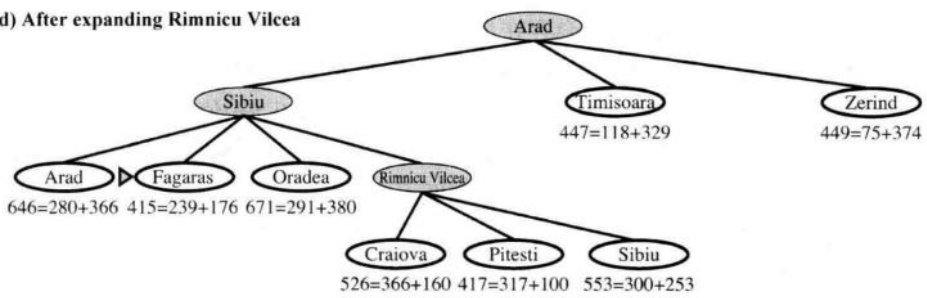 d) After expanding Rimnicu Vilcea
Arad
Sibiu
Timisoara
Zerind
447=118+329
449=75+374
Arad
Fagaras
Oradea
Rimnicu Vilcea
646=280+366 415=239+176 671=291+380
Craiova
Pitesti
Sibiu
526=366+160 417=317+100 553=300+253